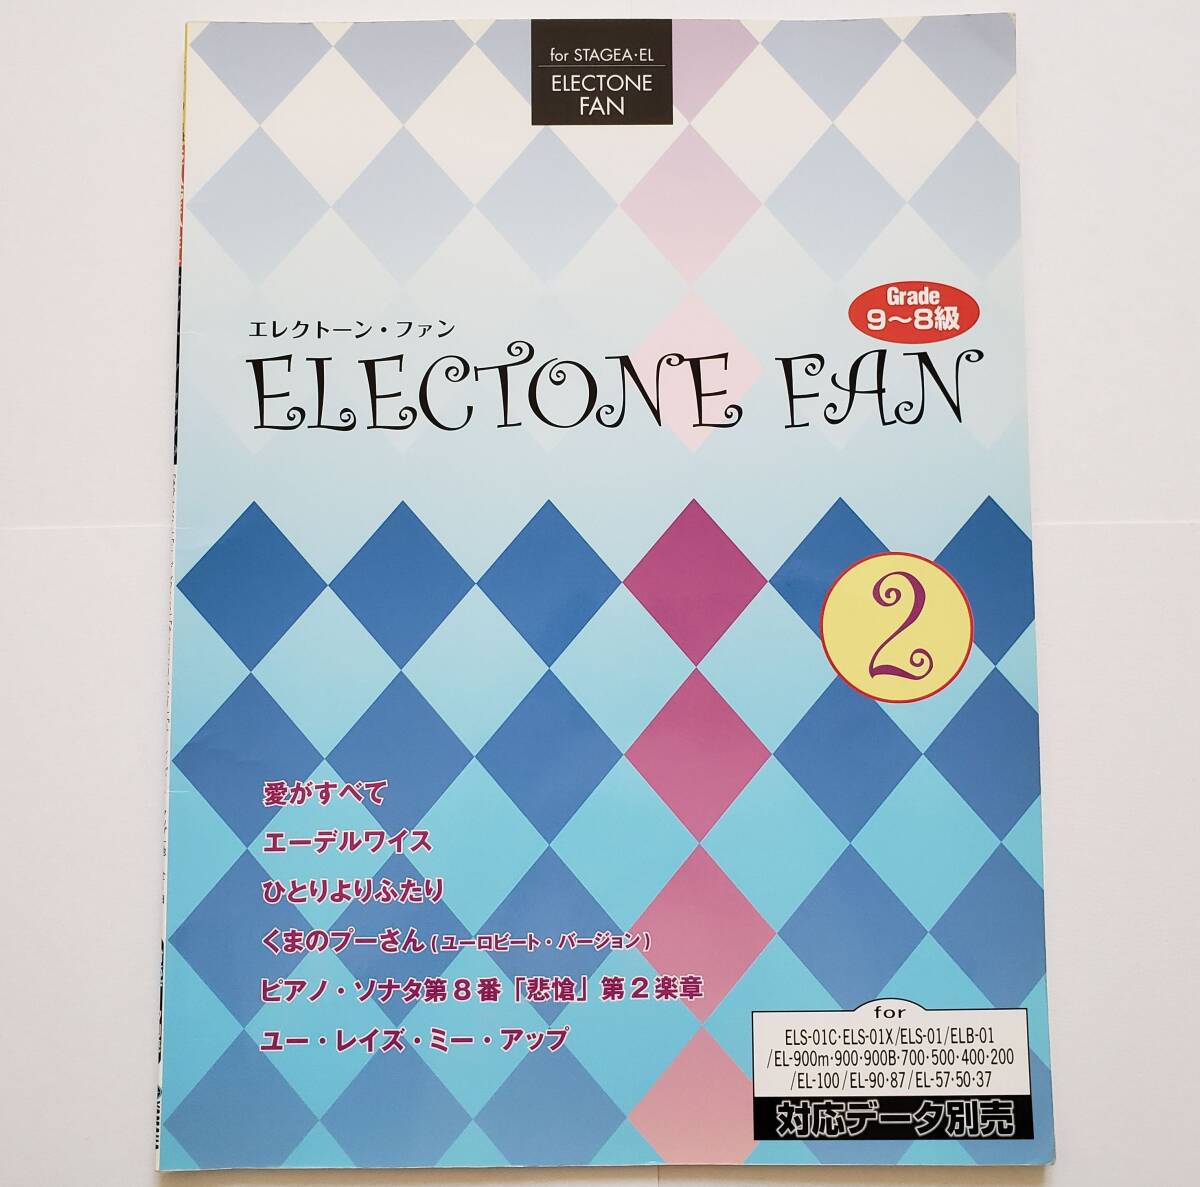 for STAGEA・EL
ELECTONE
FAN
Grade
9～8級
エレクトーン・ファン
ELECTONE FAN
2
愛がすべて
エーデルワイス
ひとりよりふたり
くまのプーさん(ユーロビート・バージョン)
ピアノ・ソナタ第8番「悲愴」第2楽章
ユー・レイズ・ミー・アップ
for
ELS-01C・ELS-01X/ELS-01/ELB-01
/EL-900m・900・900B・700・500・400・200
/EL-100/EL-90・87/EL-57・50・37
対応データ別売
YAMAHA